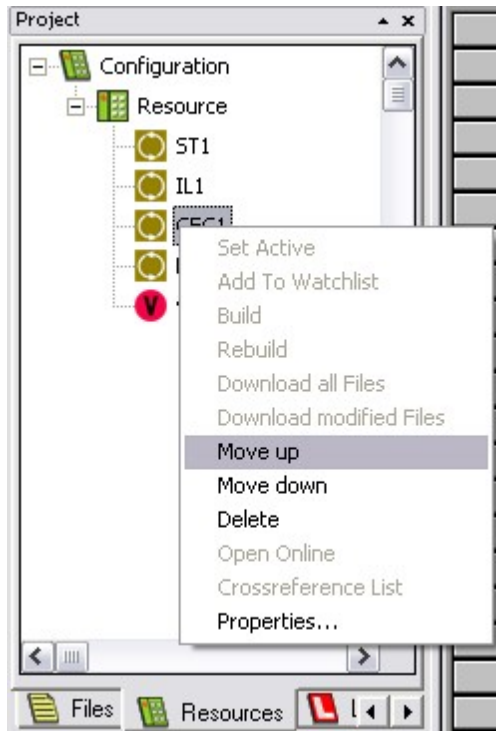 Project
Configuration
Resource
ST1
IL1
CFC1
Set Active
Add To Watchlist
Build
Rebuild
Download all Files
Download modified Files
Move up
Move down
Delete
Open Online
Crossreference List
Properties...
Files Resources